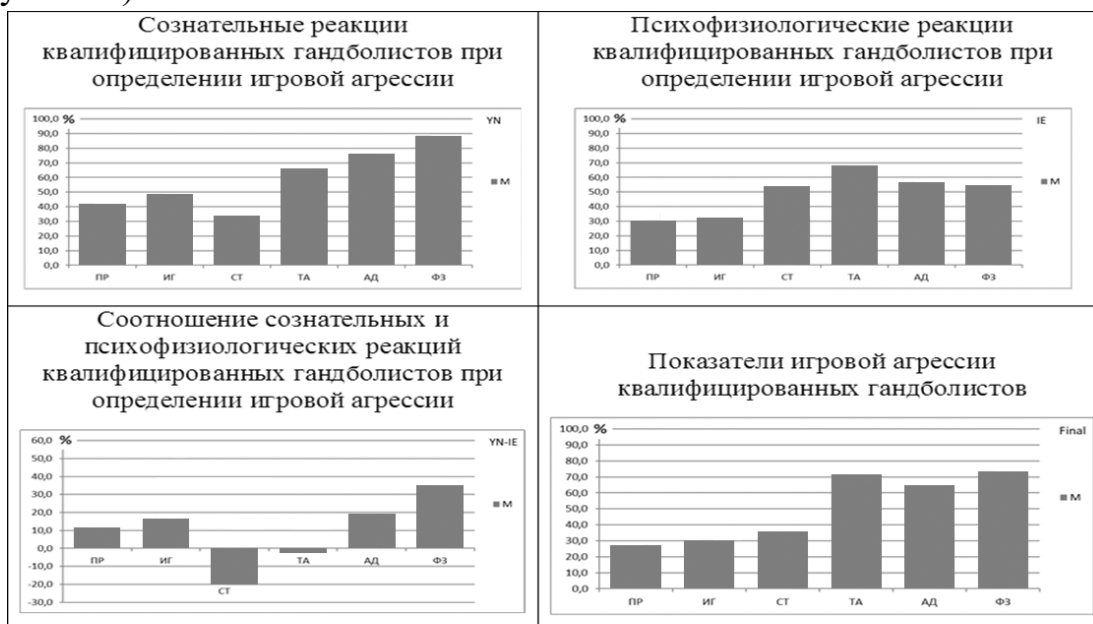 Сознательные реакции
квалифицированных гандболистов при
определении игровой агрессии
100,0 %
YN
90,0
80,0
70,0
60,0
50,0
40,0
30,0
20,0
10,0
0,0
M
ПР ИГ СТ ТА АД ФЗ
Психофизиологические реакции
квалифицированных гандболистов при
определении игровой агрессии
100,0 %
IE
90,0
80,0
70,0
60,0
50,0
40,0
30,0
20,0
10,0
0,0
M
ПР ИГ СТ ТА АД ФЗ
Соотношение сознательных и
психофизиологических реакций
квалифицированных гандболистов при
определении игровой агрессии
60,0 %
YN-IE
50,0
40,0
30,0
20,0
10,0
0,0
-10,0
-20,0
-30,0
M
ПР ИГ СТ ТА АД ФЗ
Показатели игровой агрессии
квалифицированных гандболистов
100,0 %
Final
90,0
80,0
70,0
60,0
50,0
40,0
30,0
20,0
10,0
0,0
M
ПР ИГ СТ ТА АД ФЗ